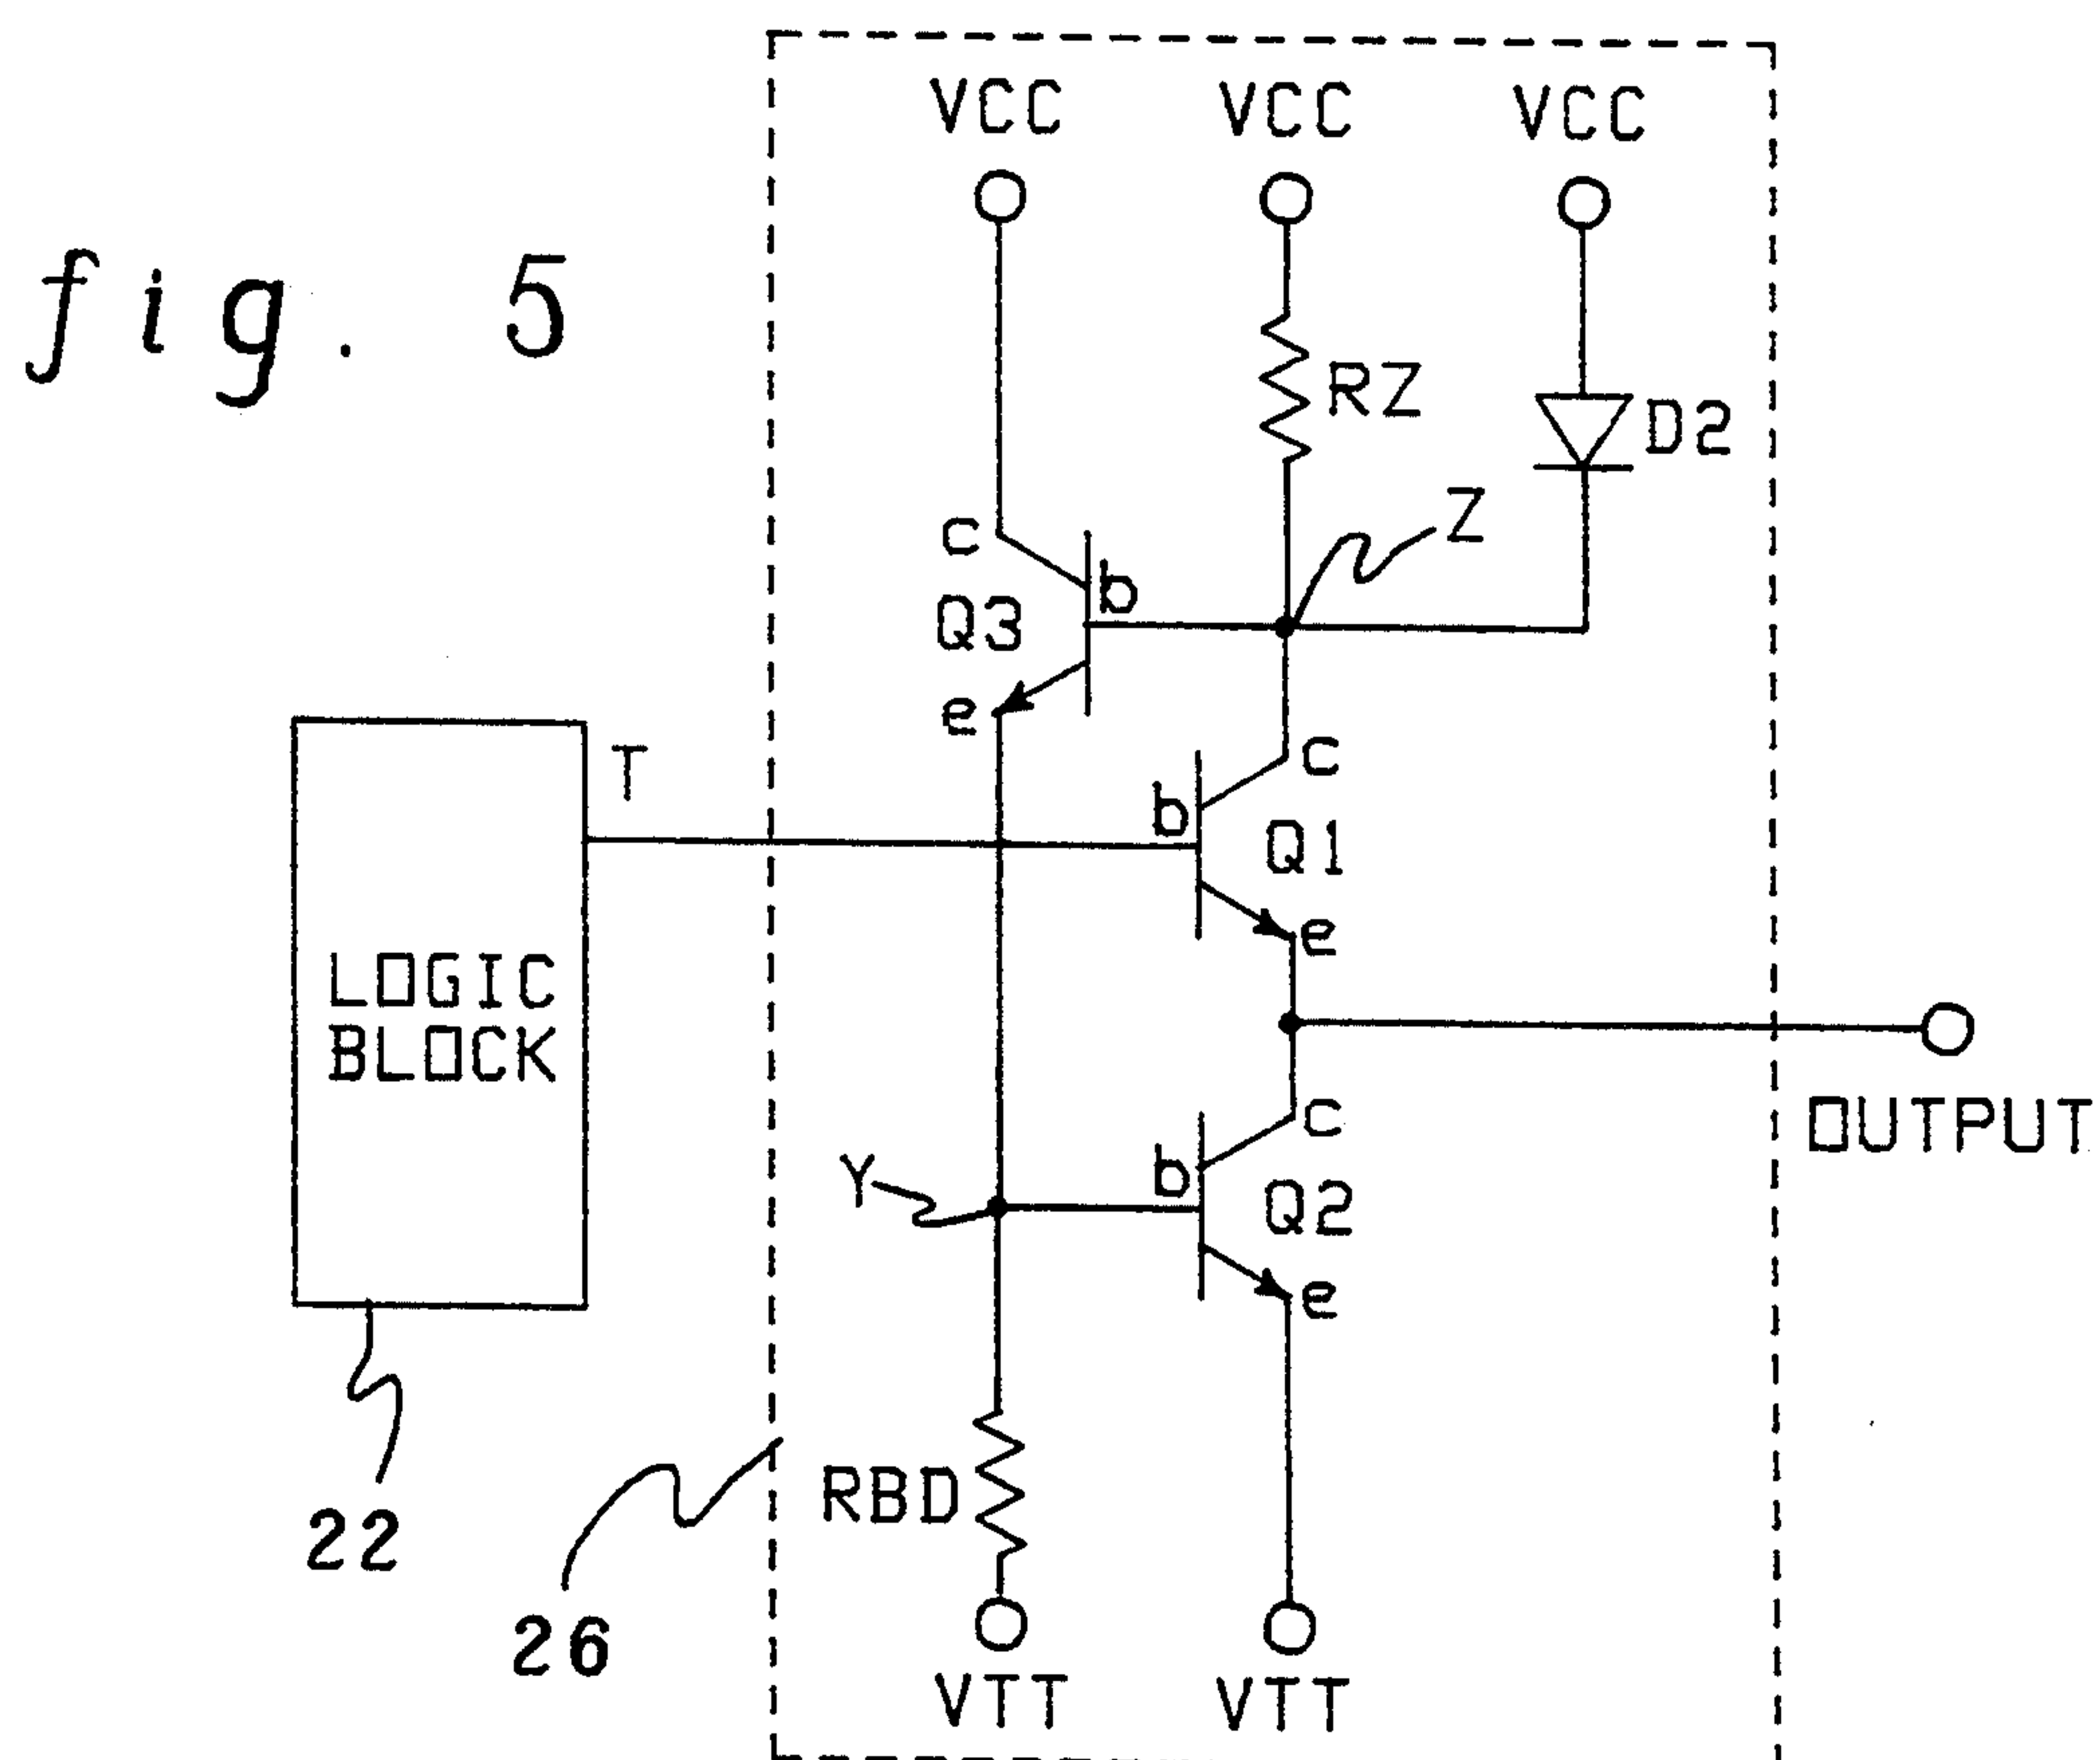 fig. 5
VCC VCC VCC
RZ
D2
Z
c
b
Q3
e
T
c
b
Q1
e
LOGIC
BLOCK
OUTPUT
c
Y
b
Q2
e
RBD
22
26
VTT VTT